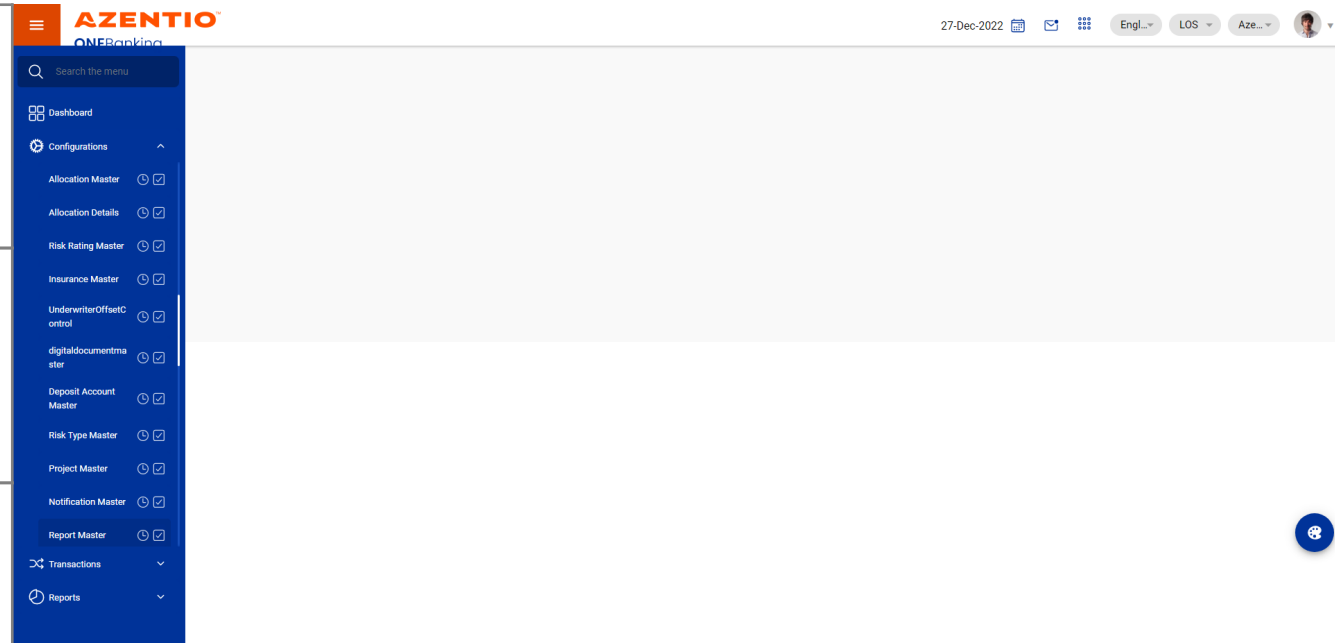 AZENTIO™
ONEBanking
27-Dec-2022
Engl...
LOS
Aze...
Search the menu
Dashboard
Configurations
Allocation Master
Allocation Details
Risk Rating Master
Insurance Master
UnderwriterOffsetC
ontrol
digitaldocumentma
ster
Deposit Account
Master
Risk Type Master
Project Master
Notification Master
Report Master
Transactions
Reports